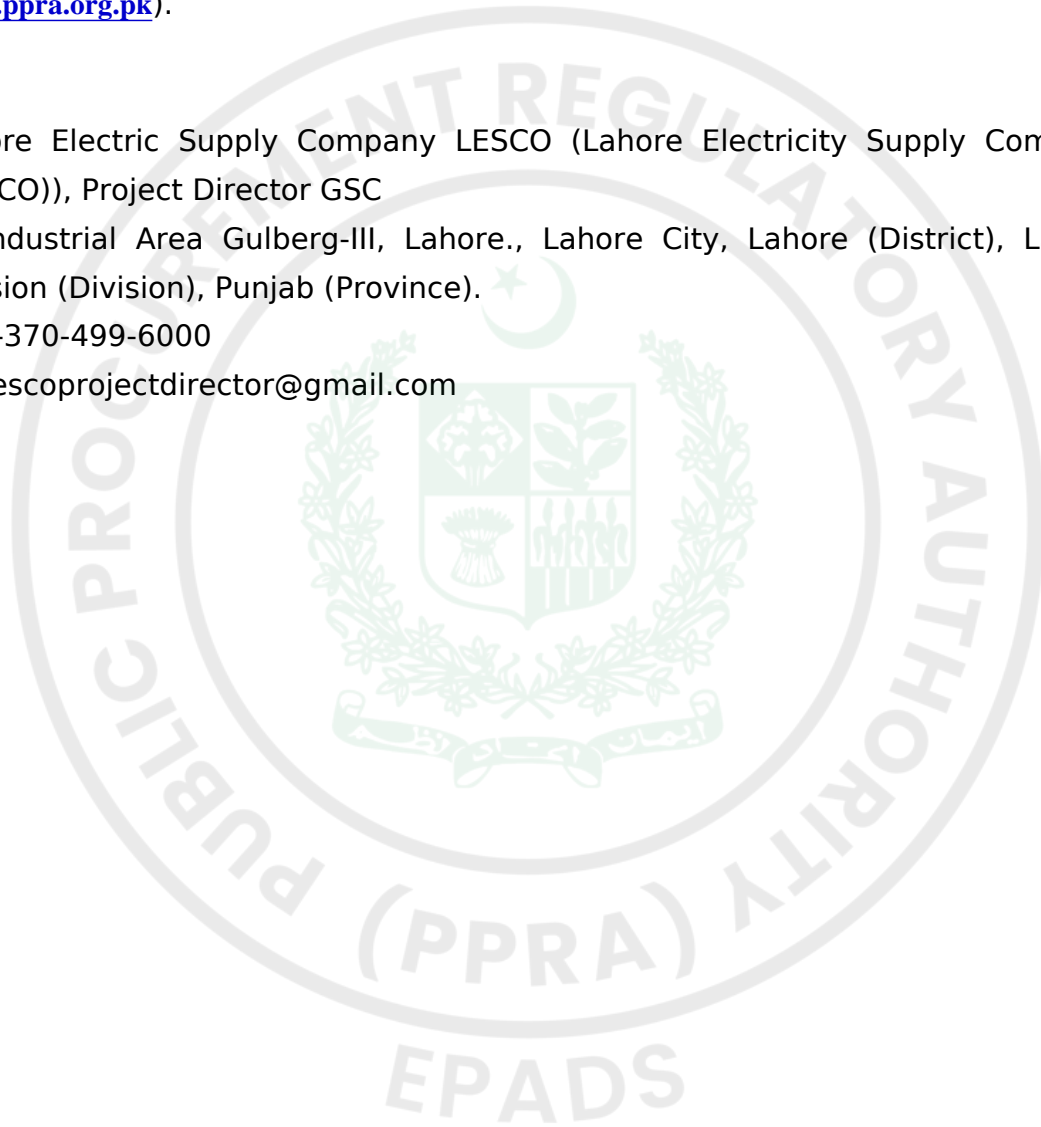 .ppra.org.pk).
ore Electric Supply Company LESCO (Lahore Electricity Supply Com
CO)), Project Director GSC
ndustrial Area Gulberg-III, Lahore., Lahore City, Lahore (District), L
sion (Division), Punjab (Province).
-370-499-6000
escoprojectdirector@gmail.com
PUBLIC PROCUREMENT REGULATORY AUTHORITY
(PPRA)
EPADS